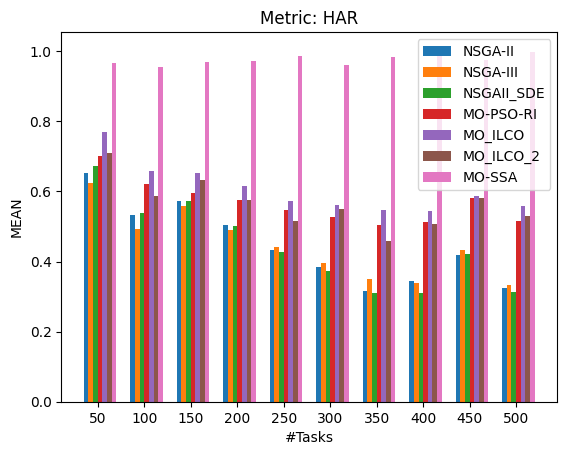 Metric: HAR
1.0
0.8
0.6
0.4
0.2
0.0
MEAN
NSGA-II
NSGA-III
NSGAII_SDE
MO-PSO-RI
MO_ILCO
MO_ILCO_2
MO-SSA
50 100 150 200 250 300 350 400 450 500
#Tasks